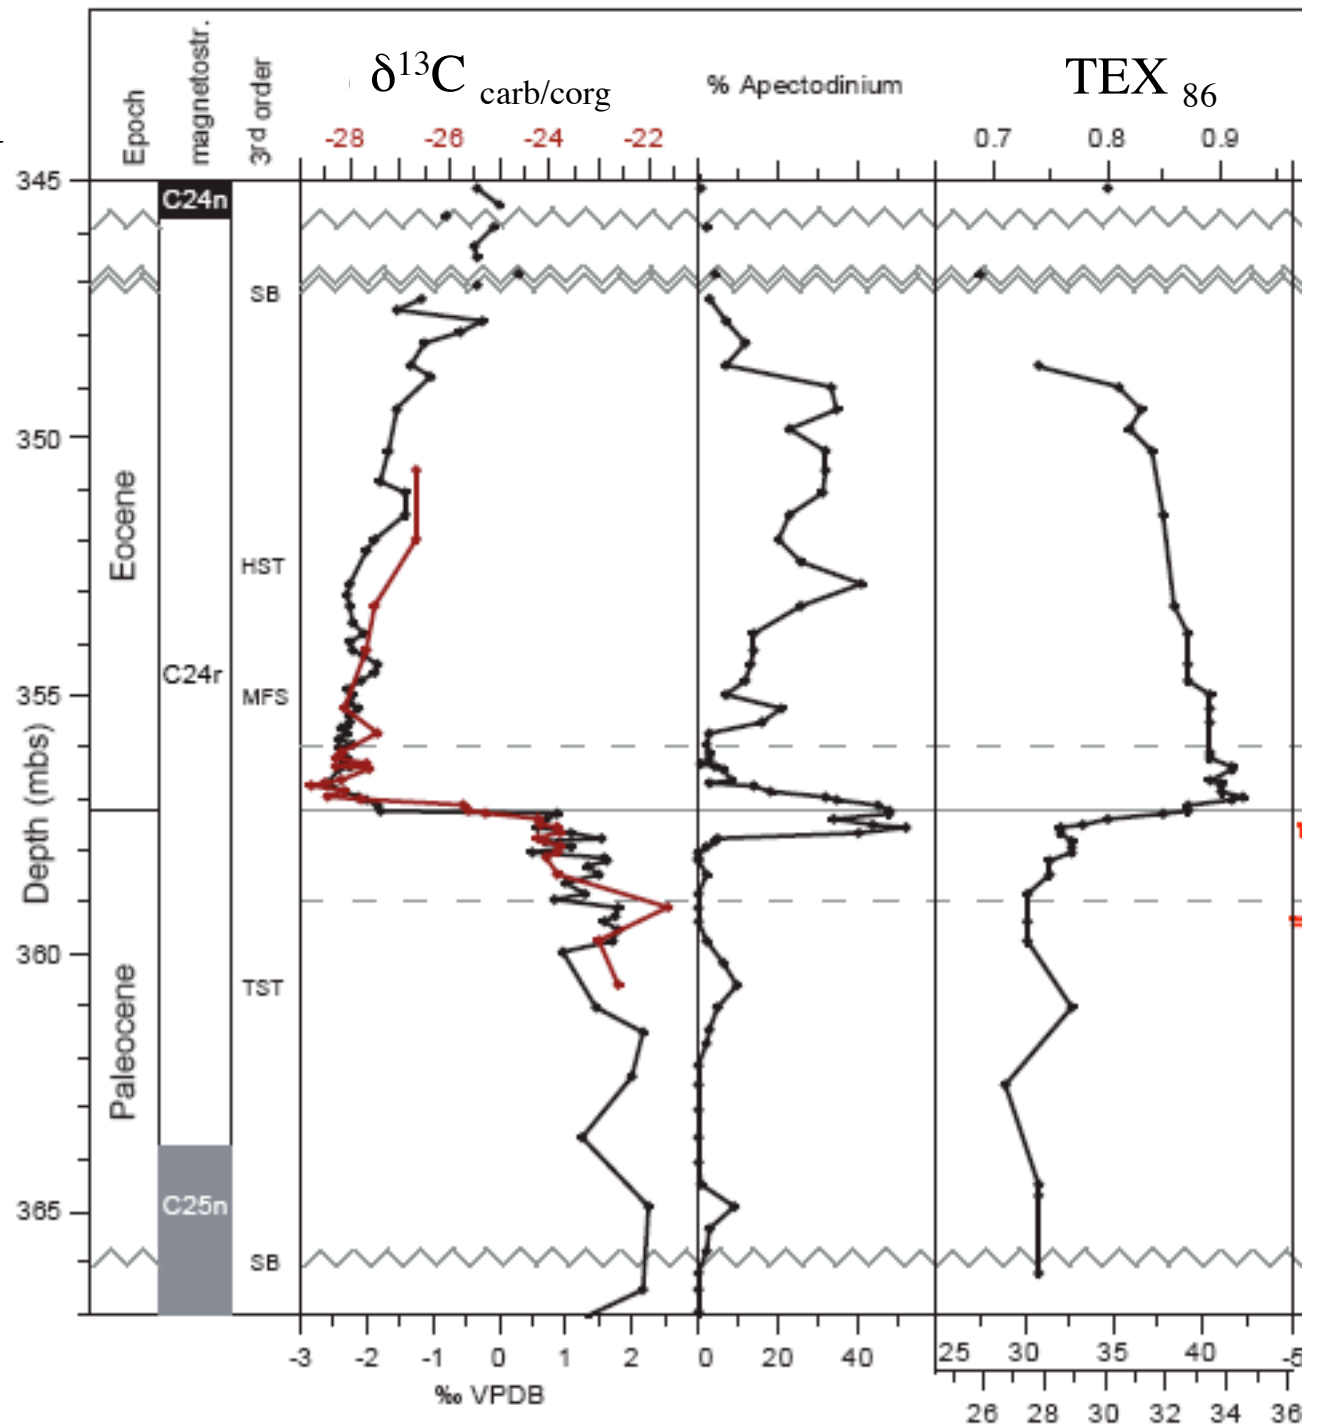 Epoch
magnetostr.
3rd order
δ13C carb/corg
% Apectodinium
TEX 86
-28 -26 -24 -22
0.7 0.8 0.9
345
350
355
360
365
Depth (mbs)
Eocene
Paleocene
C24n
C24r
C25n
SB
HST
MFS
TST
SB
-3 -2 -1 0 1 2
‰ VPDB
0 20 40
25 30 35 40 -5
26 28 30 32 34 36